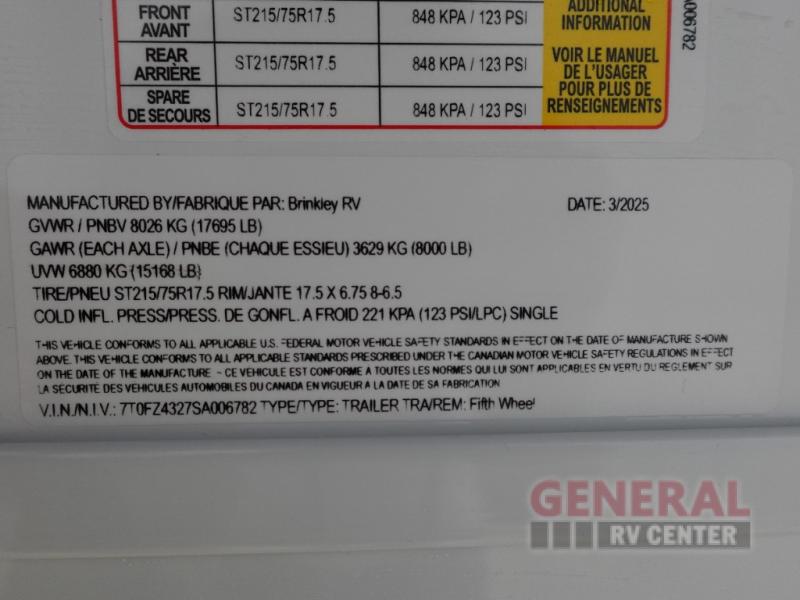 FRONT AVANT ST215/75R17.5 848 KPA / 123 PSI
REAR ARRIÈRE ST215/75R17.5 848 KPA / 123 PSI
SPARE DE SECOURS ST215/75R17.5 848 KPA / 123 PSI
ADDITIONAL
INFORMATION
VOIR LE MANUEL
DE L'USAGER
POUR PLUS DE
RENSEIGNEMENTS
A006782
MANUFACTURED BY/FABRIQUE PAR: Brinkley RV DATE: 3/2025
GVWR / PNBV 8026 KG (17695 LB)
GAWR (EACH AXLE) / PNBE (CHAQUE ESSIEU) 3629 KG (8000 LB)
UVW 6880 KG (15168 LB)
TIRE/PNEU ST215/75R17.5 RIM/JANTE 17.5 X 6.75 8-6.5
COLD INFL. PRESS/PRESS. DE GONFL. A FROID 221 KPA (123 PSI/LPC) SINGLE
THIS VEHICLE CONFORMS TO ALL APPLICABLE U.S. FEDERAL MOTOR VEHICLE SAFETY STANDARDS IN EFFECT ON THE DATE OF MANUFACTURE SHOWN
ABOVE. THIS VEHICLE CONFORMS TO ALL APPLICABLE STANDARDS PRESCRIBED UNDER THE CANADIAN MOTOR VEHICLE SAFETY REGULATIONS IN EFFECT
ON THE DATE OF THE MANUFACTURE - CE VEHICULE EST CONFORME A TOUTES LES NORMES QUI LUI SONT APPLICABLES EN VERTU DU REGLEMENT SUR
LA SECURITE DES VEHICULES AUTOMOBILES DU CANADA EN VIGUEUR A LA DATE DE SA FABRICATION
V.I.N./N.I.V.: 7T0FZ4327SA006782 TYPE/TYPE: TRAILER TRA/REM: Fifth Wheel
GENERAL
RV CENTER